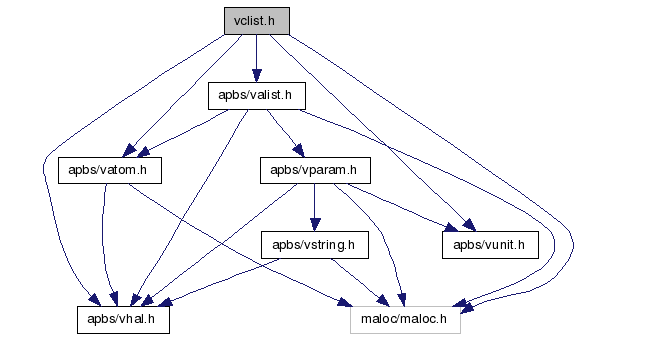 vclist.h
apbs/valist.h
apbs/vatom.h
apbs/vparam.h
apbs/vstring.h
apbs/vunit.h
apbs/vhal.h
maloc/maloc.h